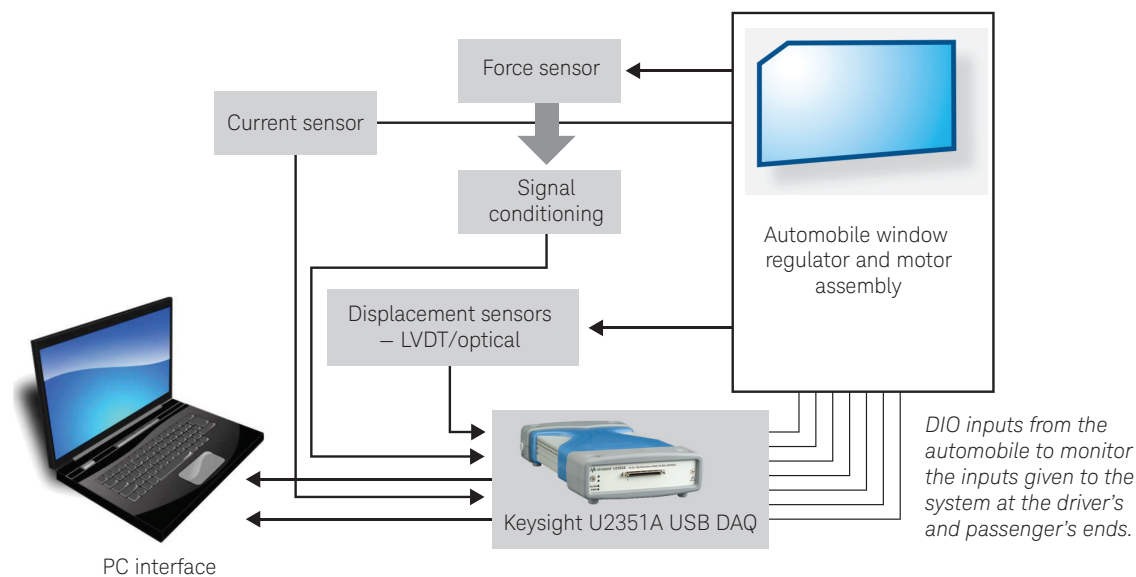 Force sensor
Current sensor
Signal
conditioning
Automobile window
regulator and motor
assembly
Displacement sensors
– LVDT/optical
DIO inputs from the
automobile to monitor
the inputs given to the
system at the driver's
and passenger's ends.
Keysight U2351A USB DAQ
PC interface